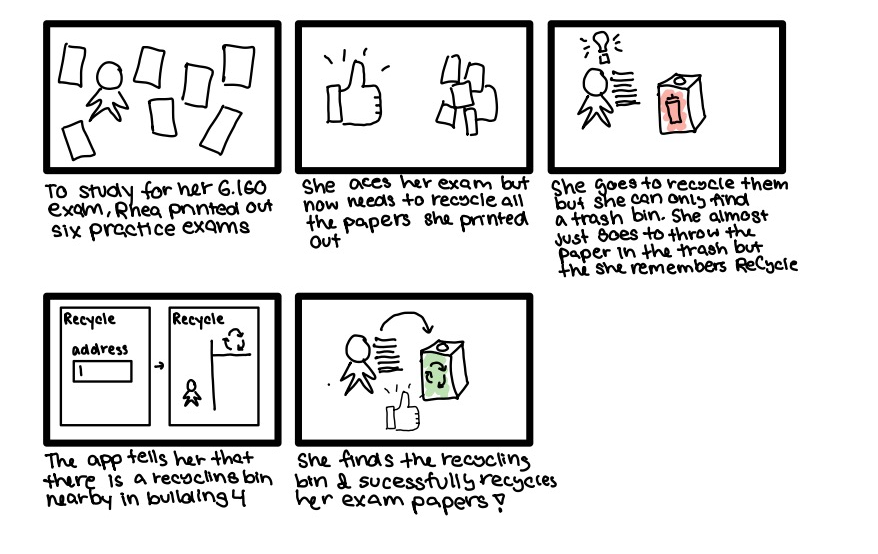 To study for her 6.160
exam, Rhea printed out
six practice exams
She aces her exam but
now needs to recycle all
the papers she printed
out
She goes to recycle them
but she can only find
a trash bin. She almost
just goes to throw the
paper in the trash but
the she remembers ReCycle
Recycle
address
Recycle
The app tells her that
there is a recycling bin
nearby in building 4
She finds the recycling
bin & sucessfully recycles
her exam papers!